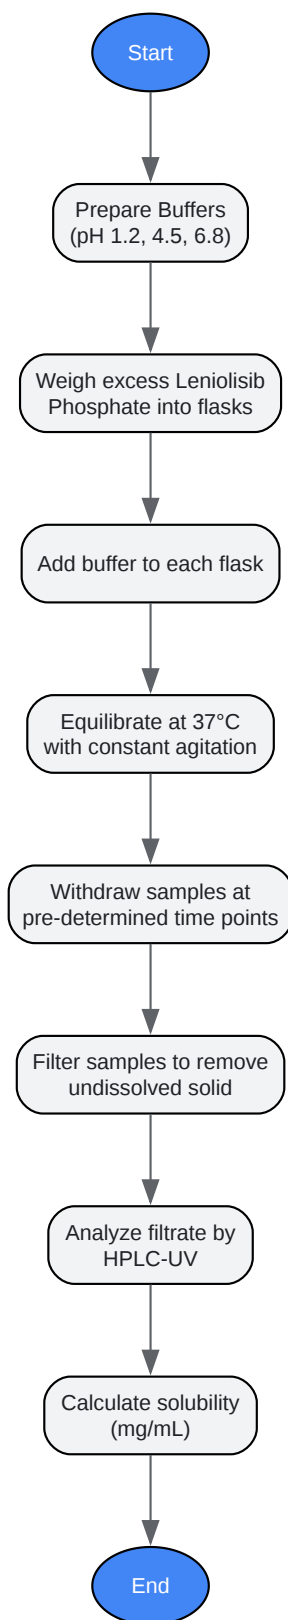 Start
Prepare Buffers
(pH 1.2, 4.5, 6.8)
Weigh excess Leniolisib
Phosphate into flasks
Add buffer to each flask
Equilibrate at 37°C
with constant agitation
Withdraw samples at
pre-determined time points
Filter samples to remove
undissolved solid
Analyze filtrate by
HPLC-UV
Calculate solubility
(mg/mL)
End